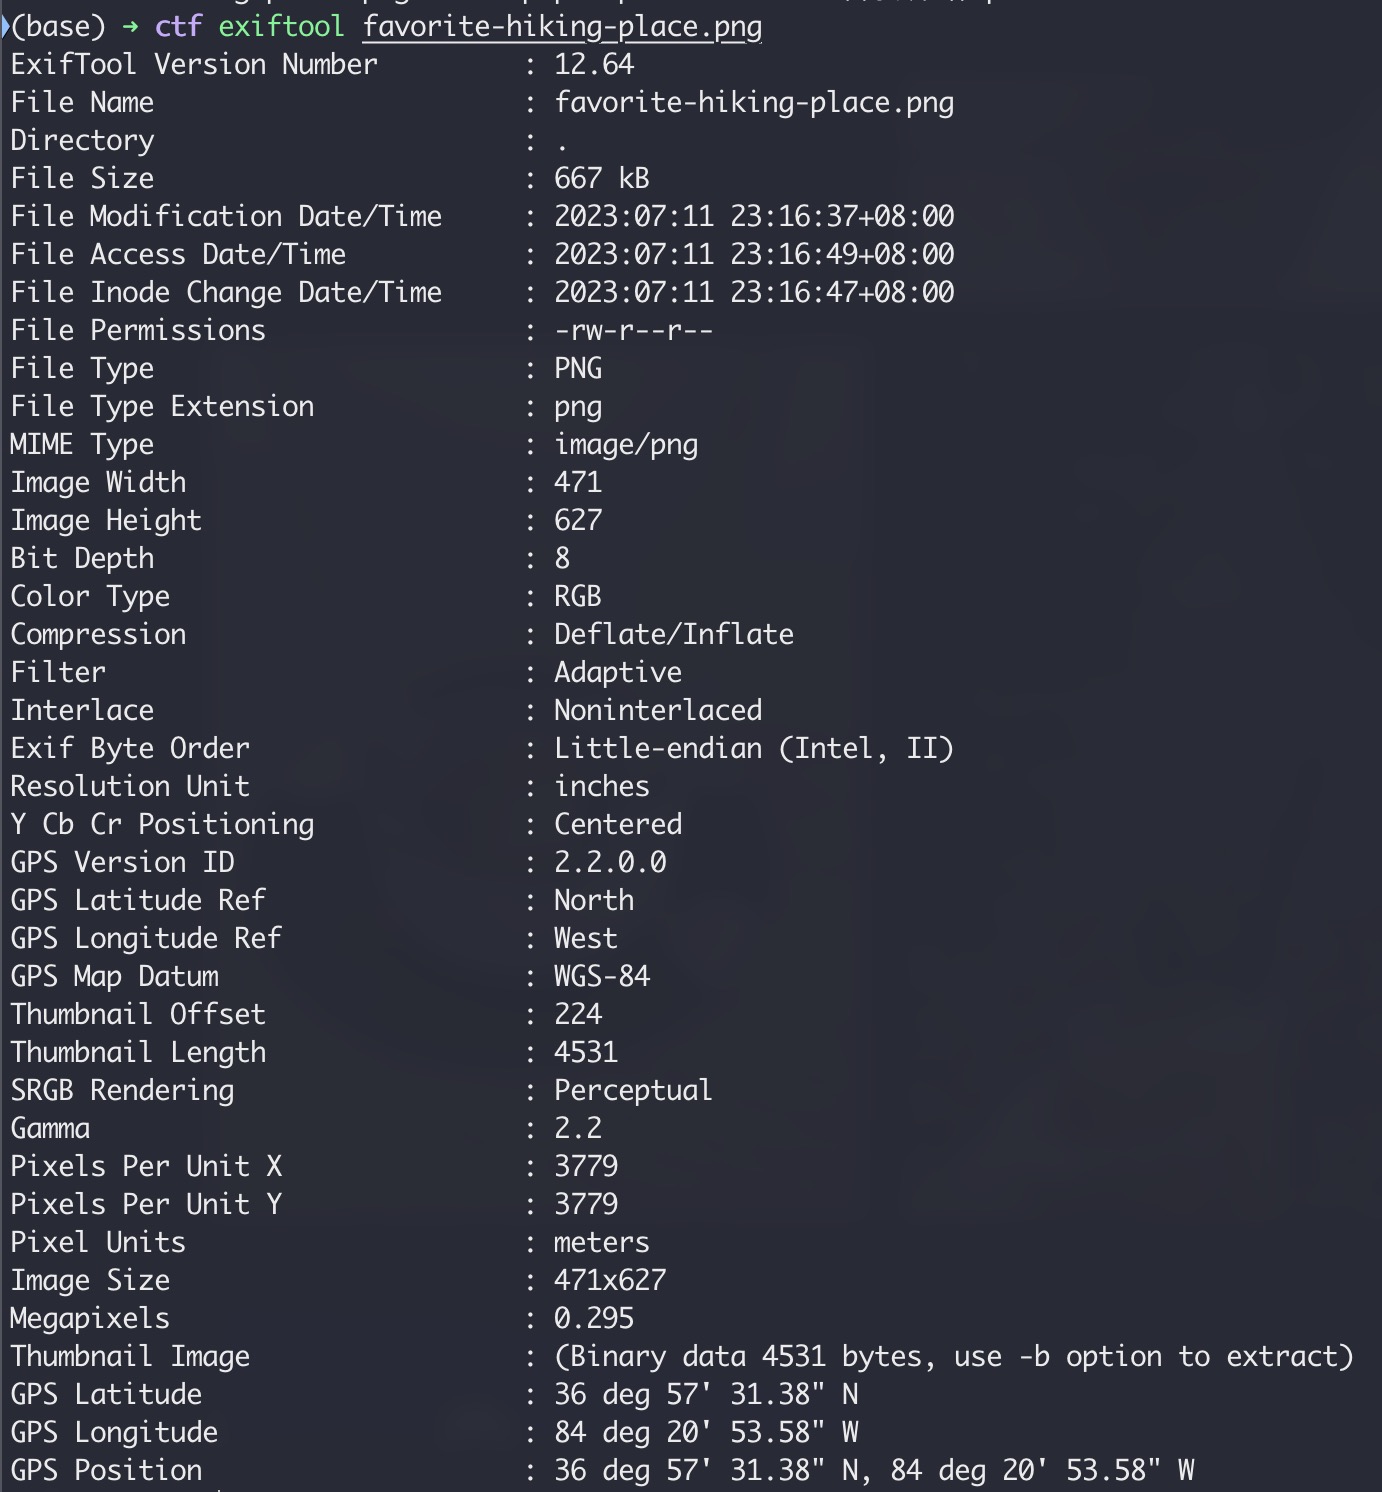 (base) → ctf exiftool favorite-hiking-place.png
ExifTool Version Number : 12.64
File Name : favorite-hiking-place.png
Directory : .
File Size : 667 kB
File Modification Date/Time : 2023:07:11 23:16:37+08:00
File Access Date/Time : 2023:07:11 23:16:49+08:00
File Inode Change Date/Time : 2023:07:11 23:16:47+08:00
File Permissions : -rw-r--r--
File Type : PNG
File Type Extension : png
MIME Type : image/png
Image Width : 471
Image Height : 627
Bit Depth : 8
Color Type : RGB
Compression : Deflate/Inflate
Filter : Adaptive
Interlace : Noninterlaced
Exif Byte Order : Little-endian (Intel, II)
Resolution Unit : inches
Y Cb Cr Positioning : Centered
GPS Version ID : 2.2.0.0
GPS Latitude Ref : North
GPS Longitude Ref : West
GPS Map Datum : WGS-84
Thumbnail Offset : 224
Thumbnail Length : 4531
SRGB Rendering : Perceptual
Gamma : 2.2
Pixels Per Unit X : 3779
Pixels Per Unit Y : 3779
Pixel Units : meters
Image Size : 471x627
Megapixels : 0.295
Thumbnail Image : (Binary data 4531 bytes, use -b option to extract)
GPS Latitude : 36 deg 57' 31.38" N
GPS Longitude : 84 deg 20' 53.58" W
GPS Position : 36 deg 57' 31.38" N, 84 deg 20' 53.58" W